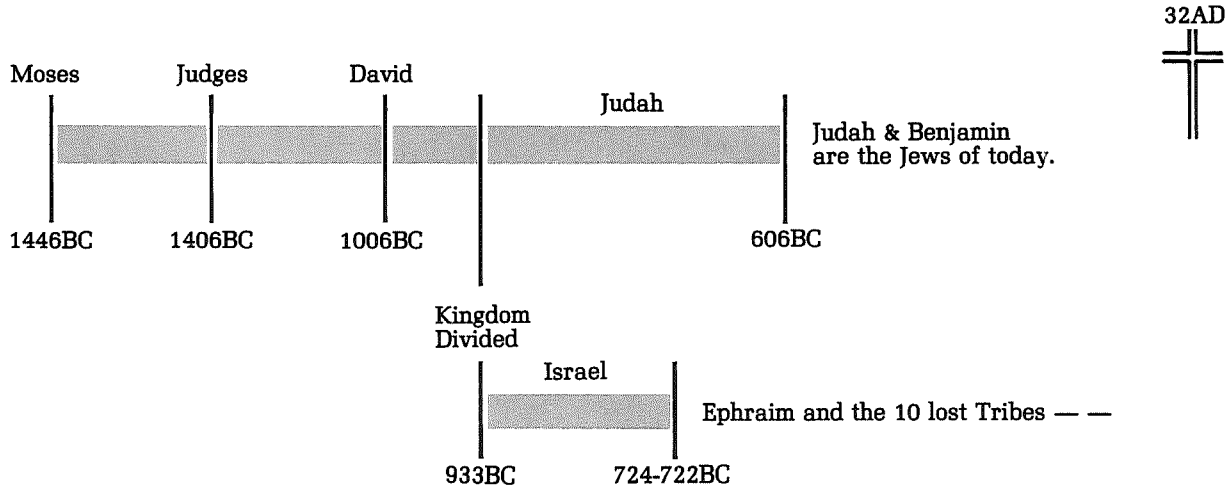 32AD
Moses
Judges
David
Judah
Judah & Benjamin
are the Jews of today.
1446BC
1406BC
1006BC
606BC
Kingdom
Divided
Israel
Ephraim and the 10 lost Tribes — —
933BC
724-722BC